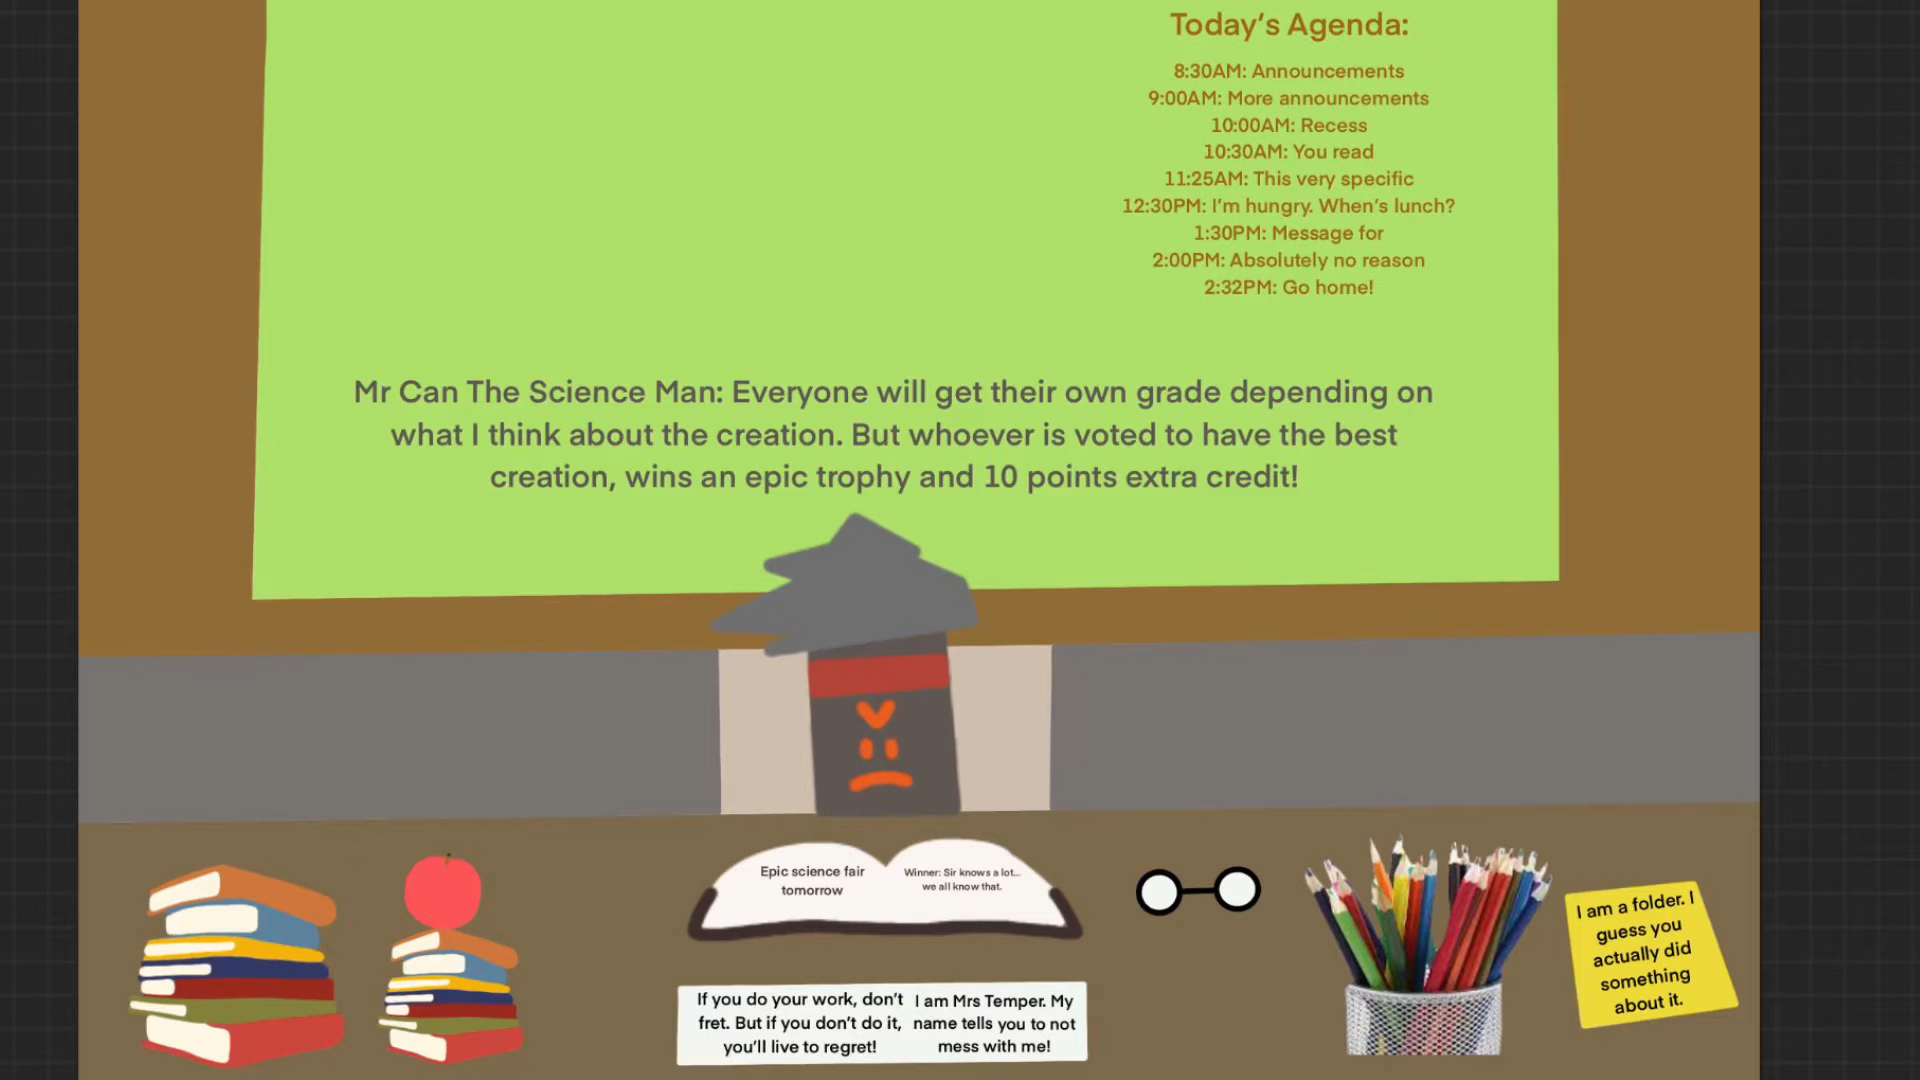 Today's Agenda:
8:30AM: Announcements
9:00AM: More announcements
10:00AM: Recess
10:30AM: You read
11:25AM: This very specific
12:30PM: I'm hungry. When's lunch?
1:30PM: Message for
2:00PM: Absolutely no reason
2:32PM: Go home!
Mr Can The Science Man: Everyone will get their own grade depending on
what I think about the creation. But whoever is voted to have the best
creation, wins an epic trophy and 10 points extra credit!
Epic science fair
tomorrow
Winner: Sir knows a lot...
we all know that.
If you do your work, don't
fret. But if you don't do it,
you'll live to regret!
I am Mrs Temper. My
name tells you to not
mess with me!
I am a folder. I
guess you
actually did
something
about it.